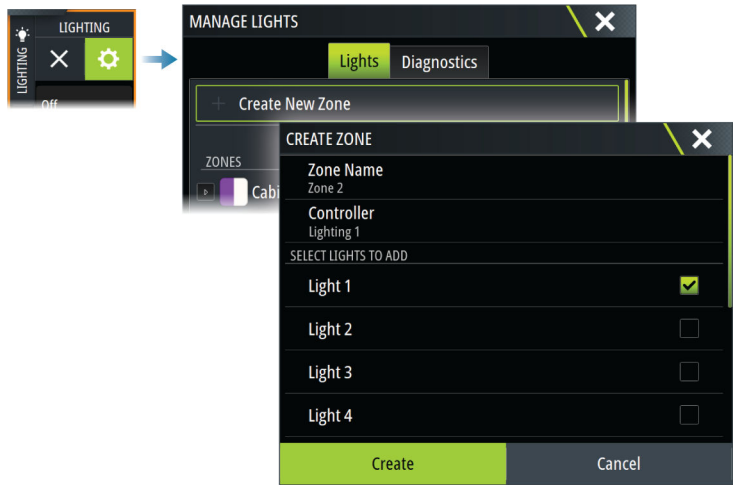 LIGHTING
LIGHTING
Off
MANAGE LIGHTS
Lights
Diagnostics
Create New Zone
ZONES
Cabi
CREATE ZONE
Zone Name
Zone 2
Controller
Lighting 1
SELECT LIGHTS TO ADD
Light 1
Light 2
Light 3
Light 4
Create
Cancel